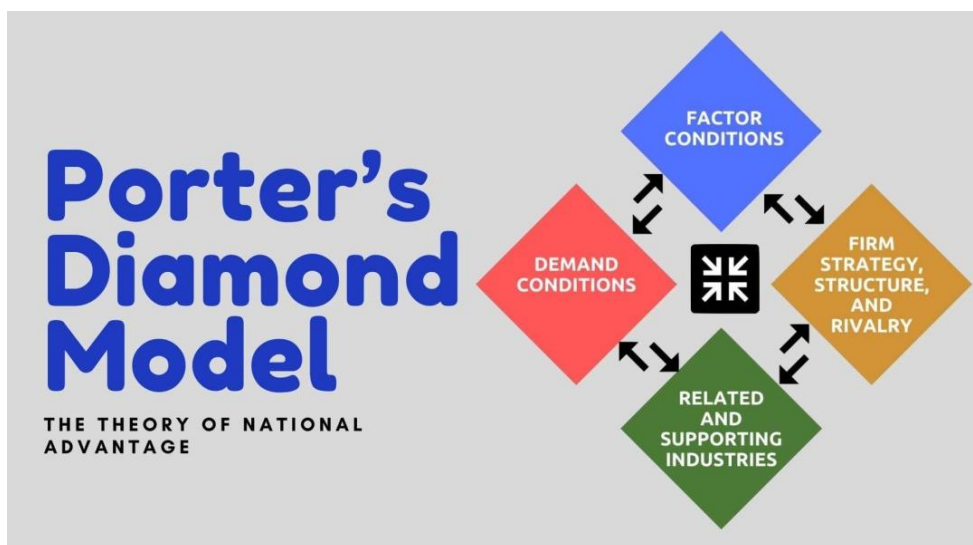 Porter's
Diamond
Model
THE THEORY OF NATIONAL
ADVANTAGE
FACTOR
CONDITIONS
DEMAND
CONDITIONS
FIRM
STRATEGY,
STRUCTURE,
AND
RIVALRY
RELATED
AND
SUPPORTING
INDUSTRIES